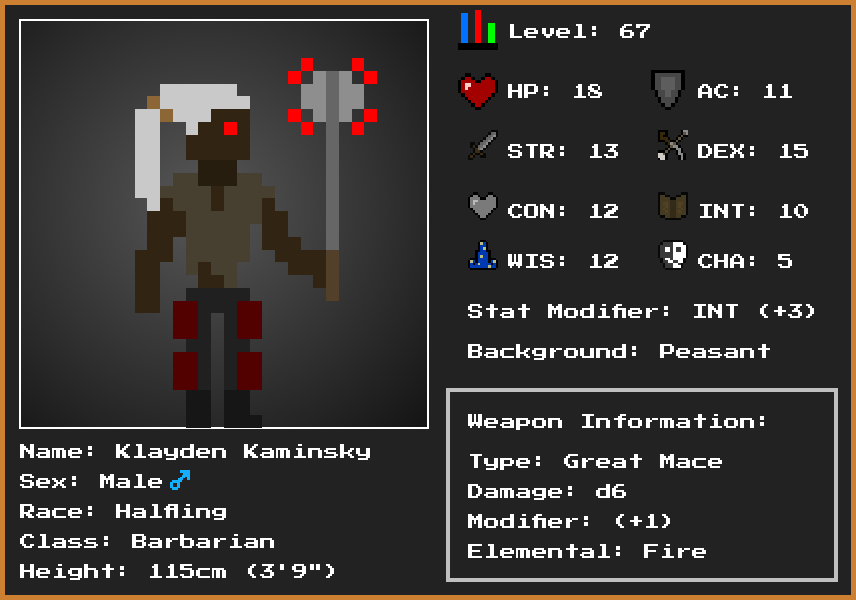 Level: 67
HP: 18
AC: 11
STR: 13
DEX: 15
CON: 12
INT: 10
WIS: 12
CHA: 5
Stat Modifier: INT (+3)
Background: Peasant
Weapon Information:
Type: Great Mace
Damage: d6
Modifier: (+1)
Elemental: Fire
Name: Klayden Kaminsky
Sex: Male♂
Race: Halfling
Class: Barbarian
Height: 115cm (3'9")